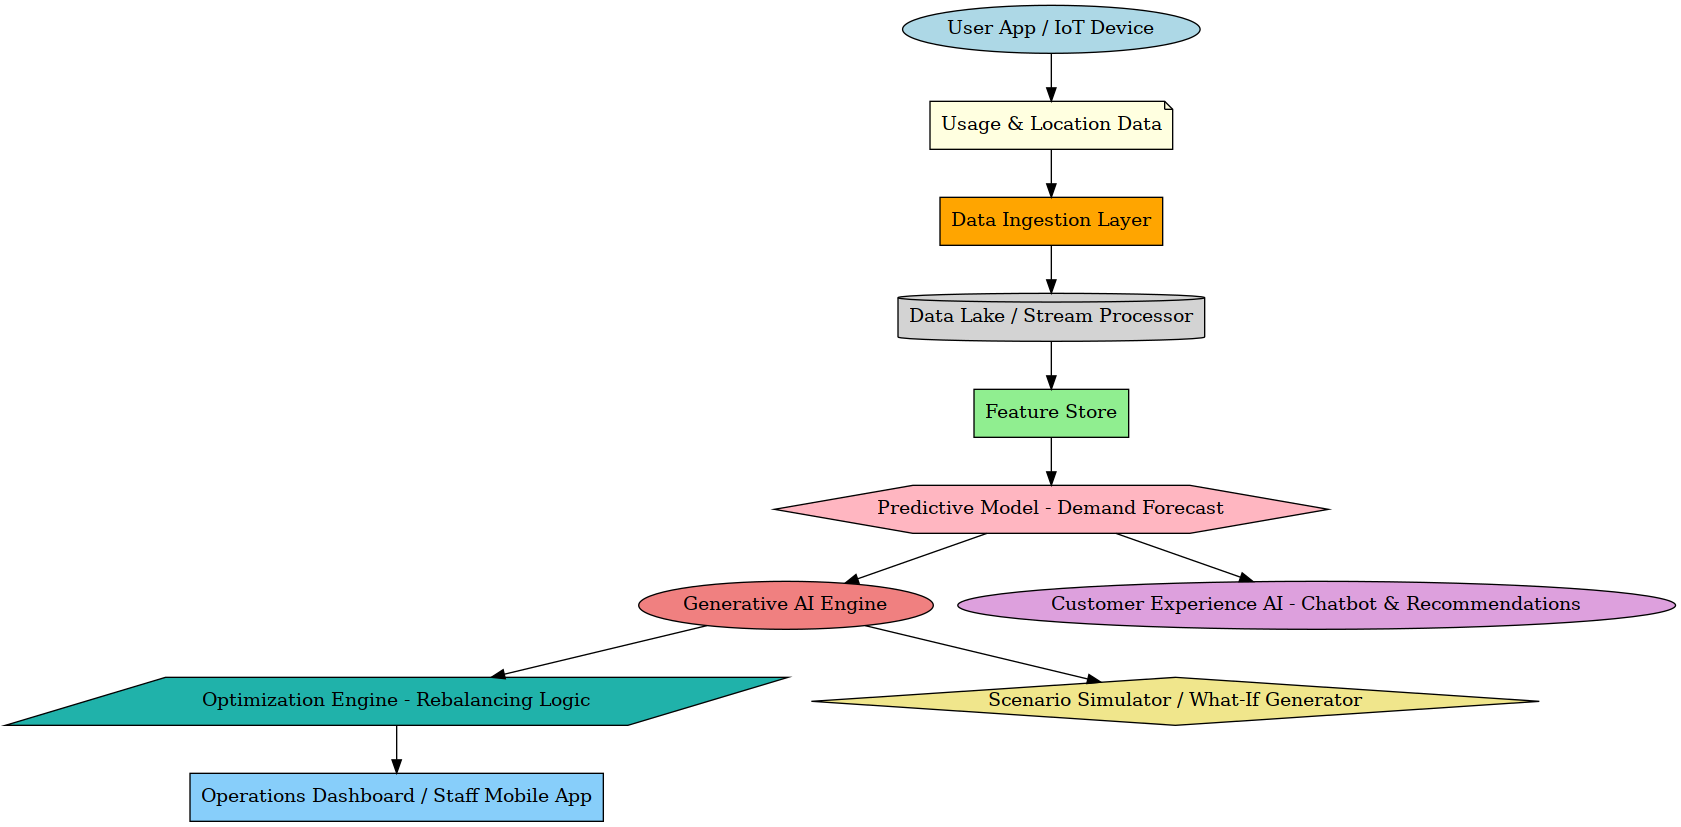 User App / IoT Device
Usage & Location Data
Data Ingestion Layer
Data Lake / Stream Processor
Feature Store
Predictive Model - Demand Forecast
Generative AI Engine
Customer Experience AI - Chatbot & Recommendations
Optimization Engine - Rebalancing Logic
Scenario Simulator / What-If Generator
Operations Dashboard / Staff Mobile App